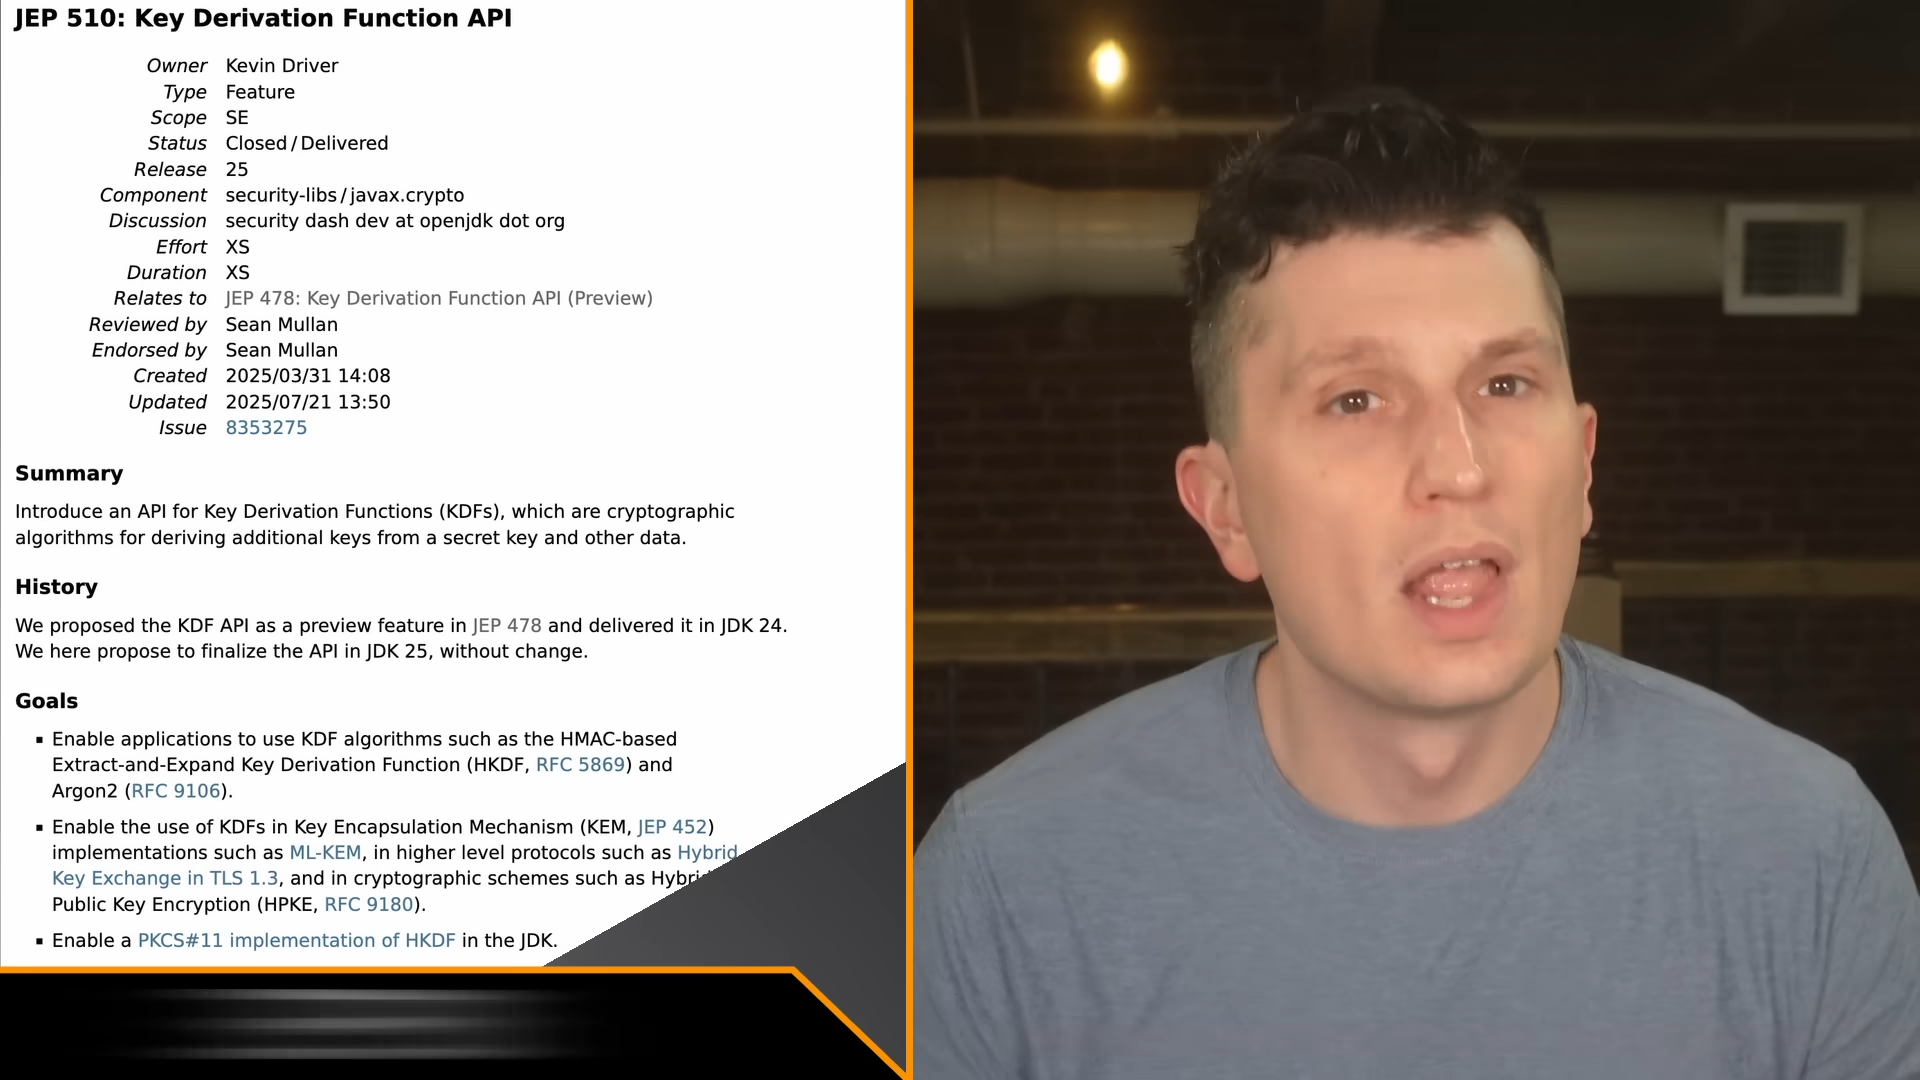 JEP 510: Key Derivation Function API
Owner Kevin Driver
Type Feature
Scope SE
Status Closed / Delivered
Release 25
Component security-libs / javax.crypto
Discussion security dash dev at openjdk dot org
Effort XS
Duration XS
Relates to JEP 478: Key Derivation Function API (Preview)
Reviewed by Sean Mullan
Endorsed by Sean Mullan
Created 2025/03/31 14:08
Updated 2025/07/21 13:50
Issue 8353275
Summary
Introduce an API for Key Derivation Functions (KDFs), which are cryptographic
algorithms for deriving additional keys from a secret key and other data.
History
We proposed the KDF API as a preview feature in JEP 478 and delivered it in JDK 24.
We here propose to finalize the API in JDK 25, without change.
Goals
▪ Enable applications to use KDF algorithms such as the HMAC-based
Extract-and-Expand Key Derivation Function (HKDF, RFC 5869) and
Argon2 (RFC 9106).
▪ Enable the use of KDFs in Key Encapsulation Mechanism (KEM, JEP 452)
implementations such as ML-KEM, in higher level protocols such as Hybrid
Key Exchange in TLS 1.3, and in cryptographic schemes such as Hybrid
Public Key Encryption (HPKE, RFC 9180).
▪ Enable a PKCS#11 implementation of HKDF in the JDK.